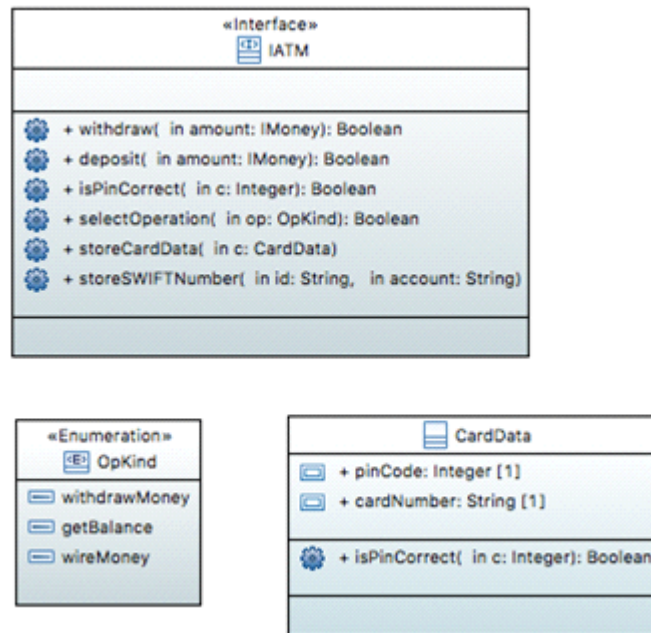 «Interface»
IATM
+ withdraw( in amount: IMoney): Boolean
+ deposit( in amount: IMoney): Boolean
+ isPinCorrect( in c: Integer): Boolean
+ selectOperation( in op: OpKind): Boolean
+ storeCardData( in c: CardData)
+ storeSWIFTNumber( in id: String, in account: String)
«Enumeration»
OpKind
withdrawMoney
getBalance
wireMoney
CardData
+ pinCode: Integer [1]
+ cardNumber: String [1]
+ isPinCorrect( in c: Integer): Boolean